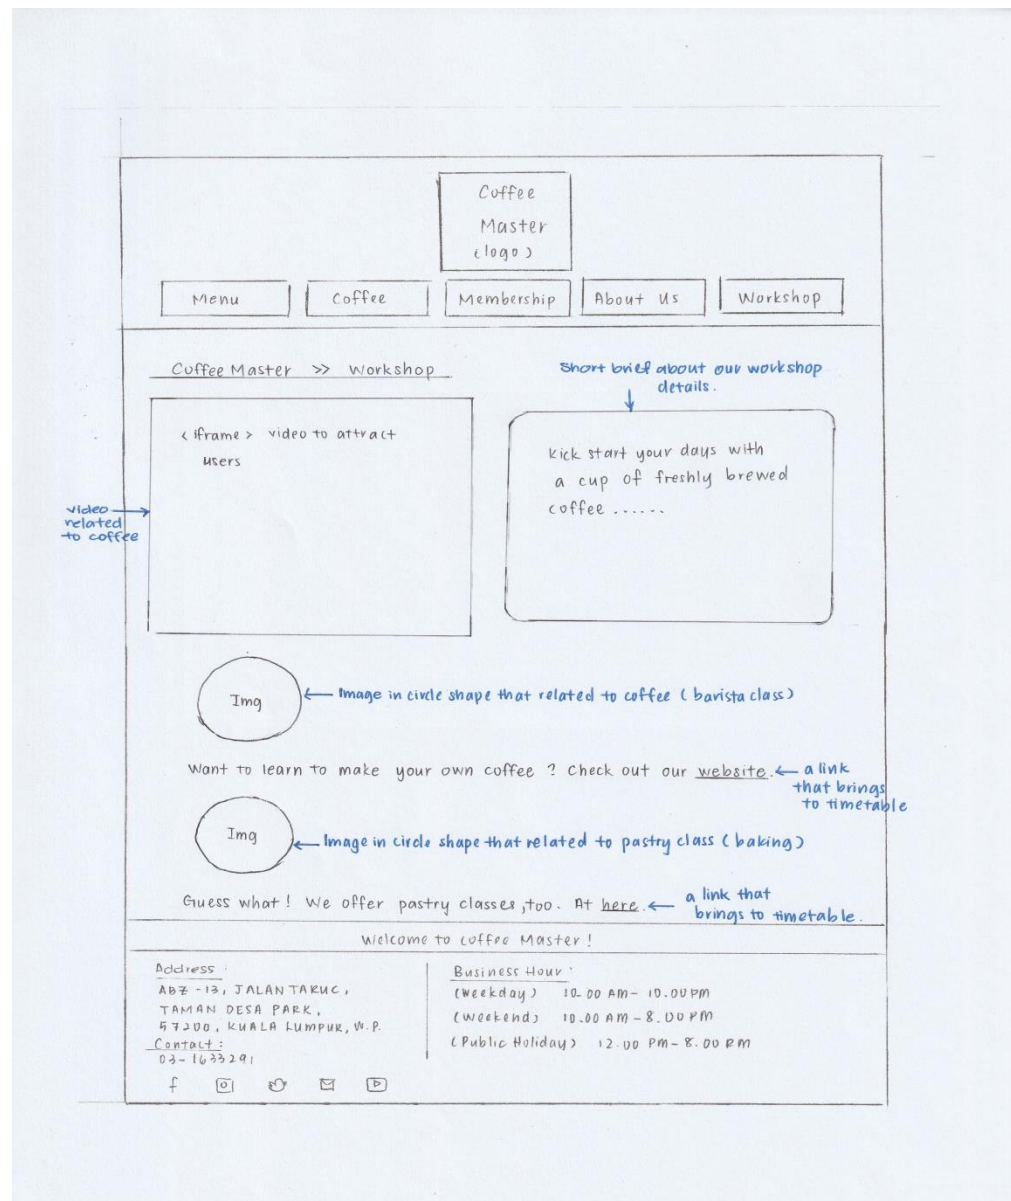 Coffee
Master
(logo)
Menu
Coffee
Membership
About Us
Workshop
Coffee Master >> Workshop
Short brief about our workshop
details.
<iframe> video to attract
users
Kick start your days with
a cup of freshly brewed
coffee ......
video
related
to coffee
Img
Image in circle shape that related to coffee (barista class)
Want to learn to make your own coffee ? Check out our website.
a link
that brings
to timetable
Img
Image in circle shape that related to pastry class (baking)
Guess what! We offer pastry classes, too. At here.
a link that
brings to timetable.
Welcome to Coffee Master !
Address :
ABZ -13, JALAN TARUC,
TAMAN DESA PARK,
57200, KUALA LUMPUR, W.P.
Contact :
03-1633291
f
Business Hour :
(Weekday) 10.00 AM - 10.00 PM
(Weekend) 10.00 AM - 8.00 PM
(Public Holiday) 12.00 PM - 8.00 PM